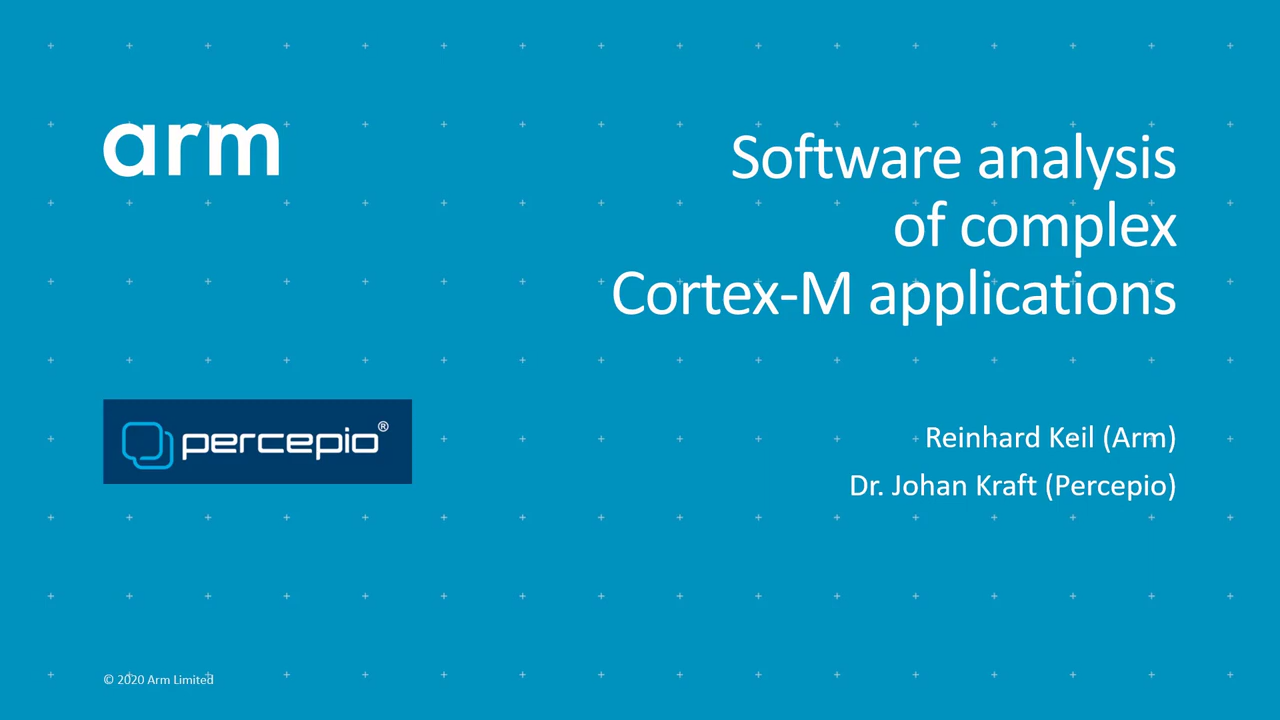 arm
Software analysis
of complex
Cortex-M applications
percepio®
Reinhard Keil (Arm)
Dr. Johan Kraft (Percepio)
© 2020 Arm Limited